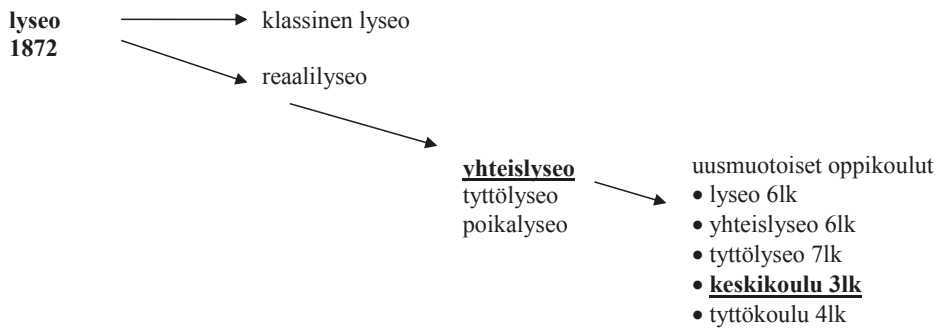 lyseo
1872
klassinen lyseo
reaalilyseo
yhteislyseo
tyttölyseo
poikalyseo
uusmuotoiset oppikoulut
• lyseo 6lk
• yhteislyseo 6lk
• tyttölyseo 7lk
• keskikoulu 3lk
• tyttökoulu 4lk